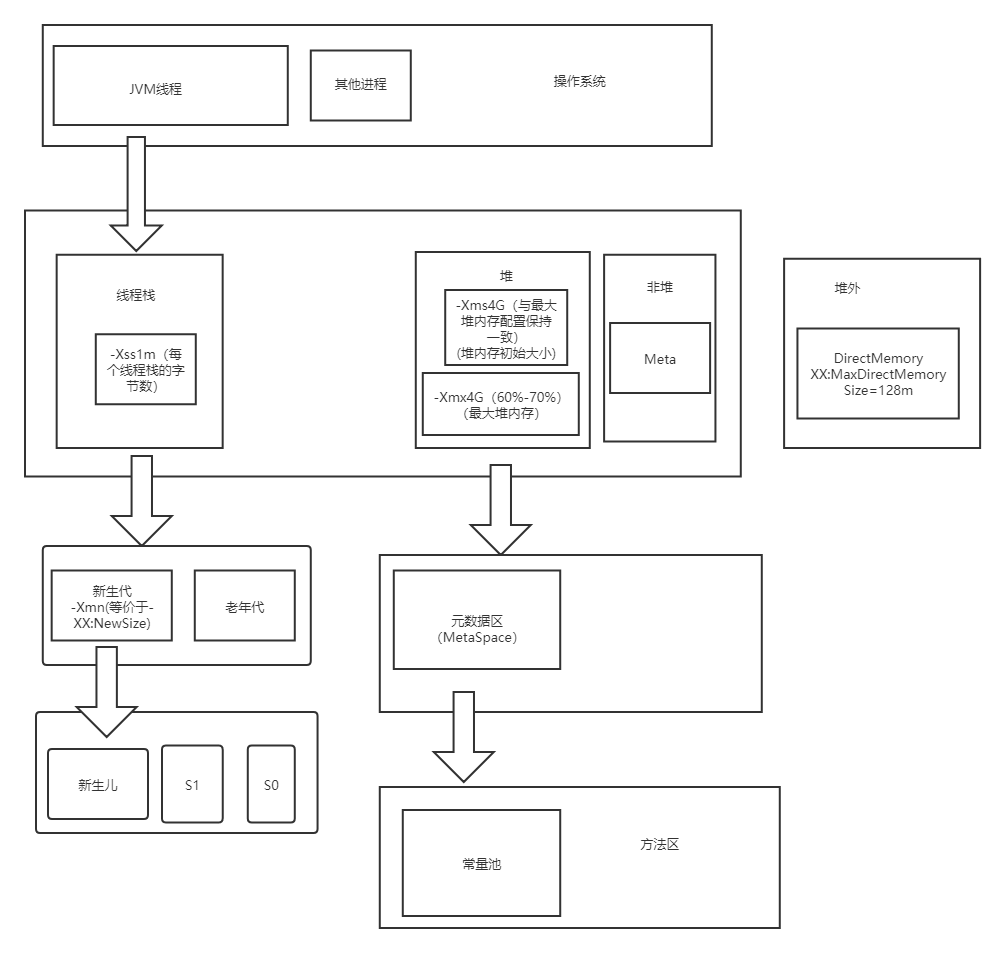 JVM线程
其他进程
操作系统
线程栈
-Xss1m（每
个线程栈的字
节数）
堆
-Xms4G（与最大
堆内存配置保持
一致）
(堆内存初始大小)
-Xmx4G（60%-70%）
（最大堆内存）
非堆
Meta
堆外
DirectMemory
XX:MaxDirectMemory
Size=128m
新生代
-Xmn(等价于-
XX:NewSize)
老年代
元数据区
（MetaSpace）
新生儿
S1
S0
常量池
方法区